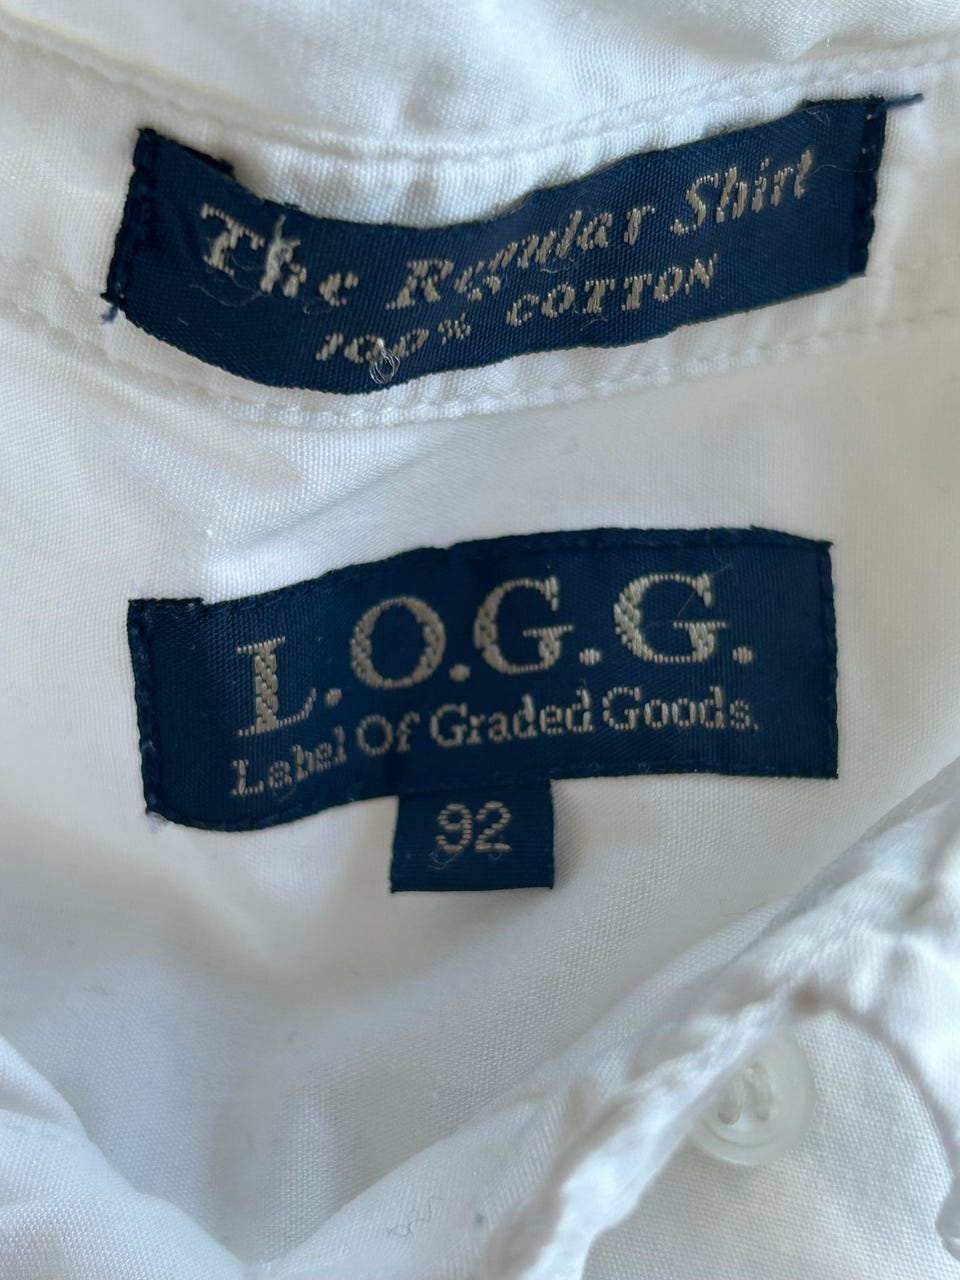 The Regular Shirt
100% COTTON
L.O.G.G.
Label Of Graded Goods.
92